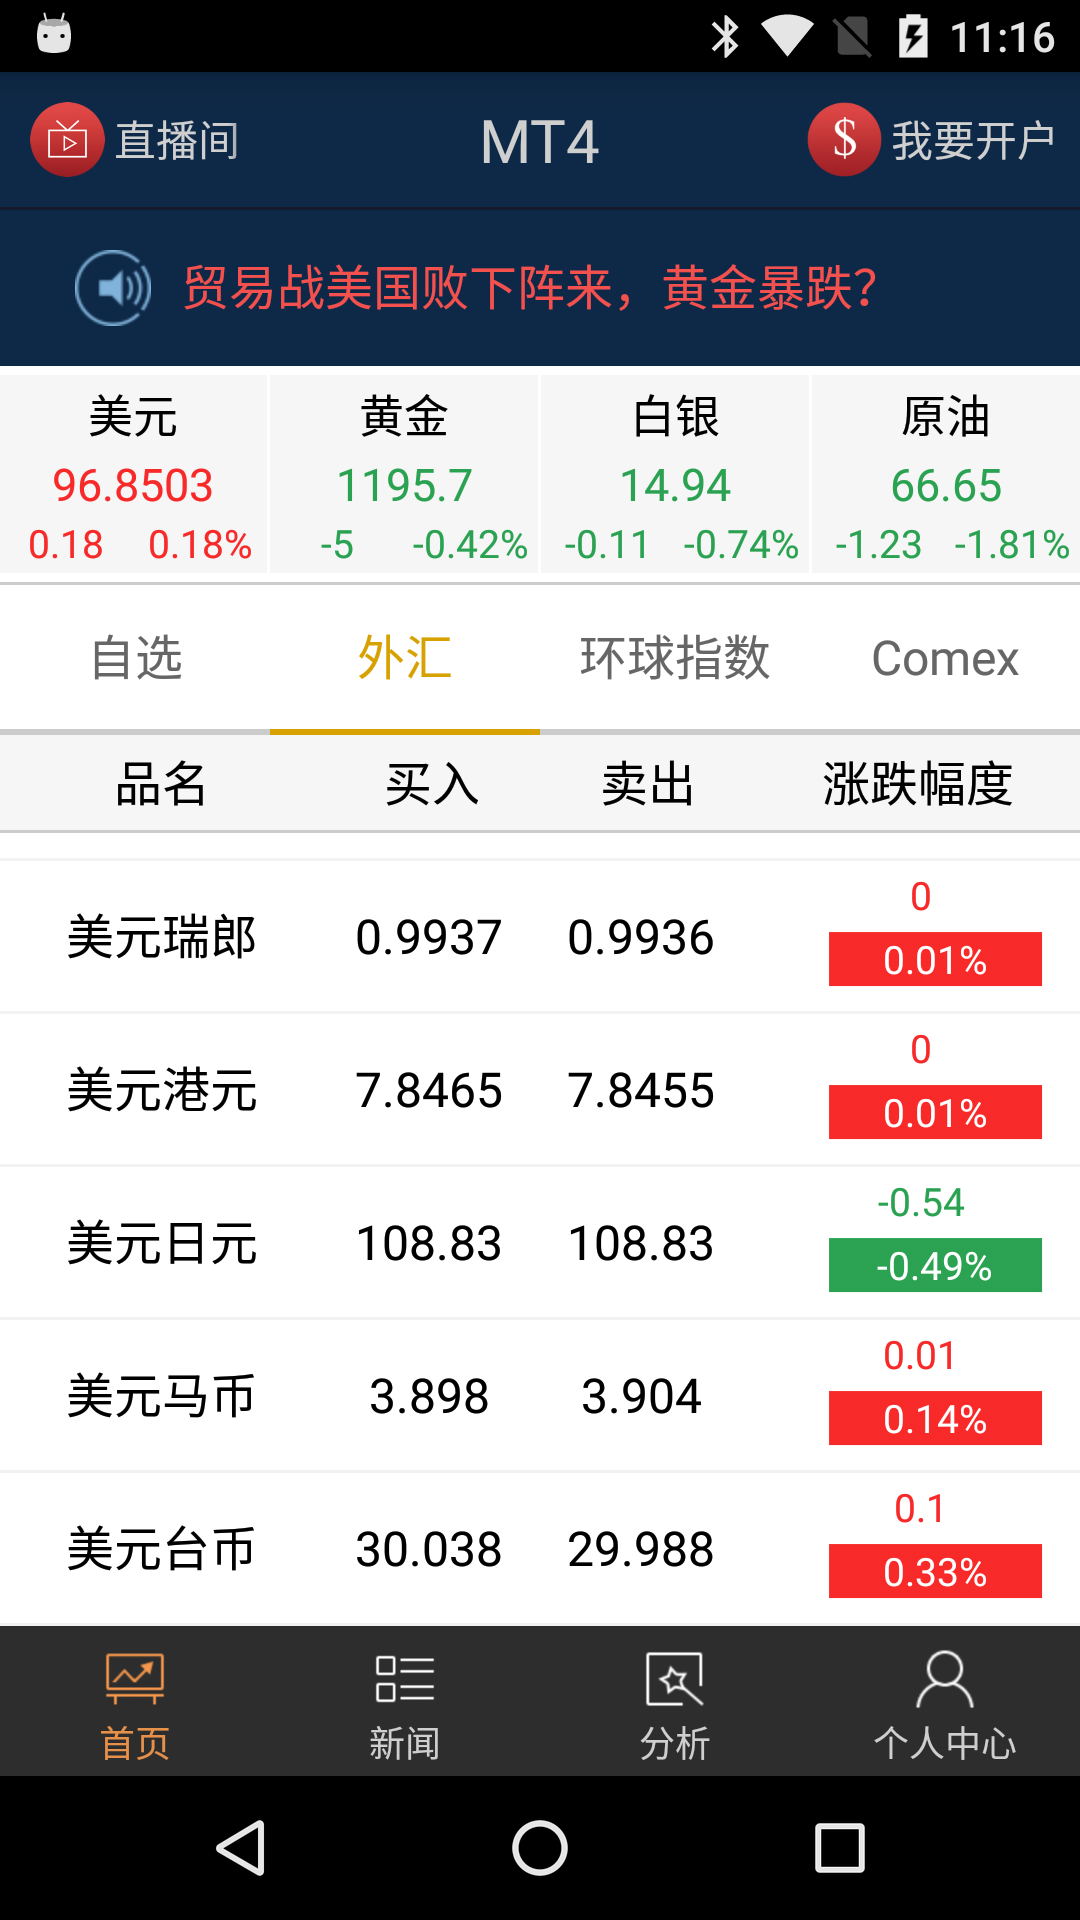 11:16
直播间 MT4 $ 我要开户
贸易战美国败下阵来，黄金暴跌？
美元 黄金 白银 原油
96.8503 1195.7 14.94 66.65
0.18 0.18% -5 -0.42% -0.11 -0.74% -1.23 -1.81%
自选 外汇 环球指数 Comex
品名 买入 卖出 涨跌幅度
0
美元瑞郎 0.9937 0.9936
0.01%
0
美元港元 7.8465 7.8455
0.01%
-0.54
美元日元 108.83 108.83
-0.49%
0.01
美元马币 3.898 3.904
0.14%
0.1
美元台币 30.038 29.988
0.33%
首页 新闻 分析 个人中心